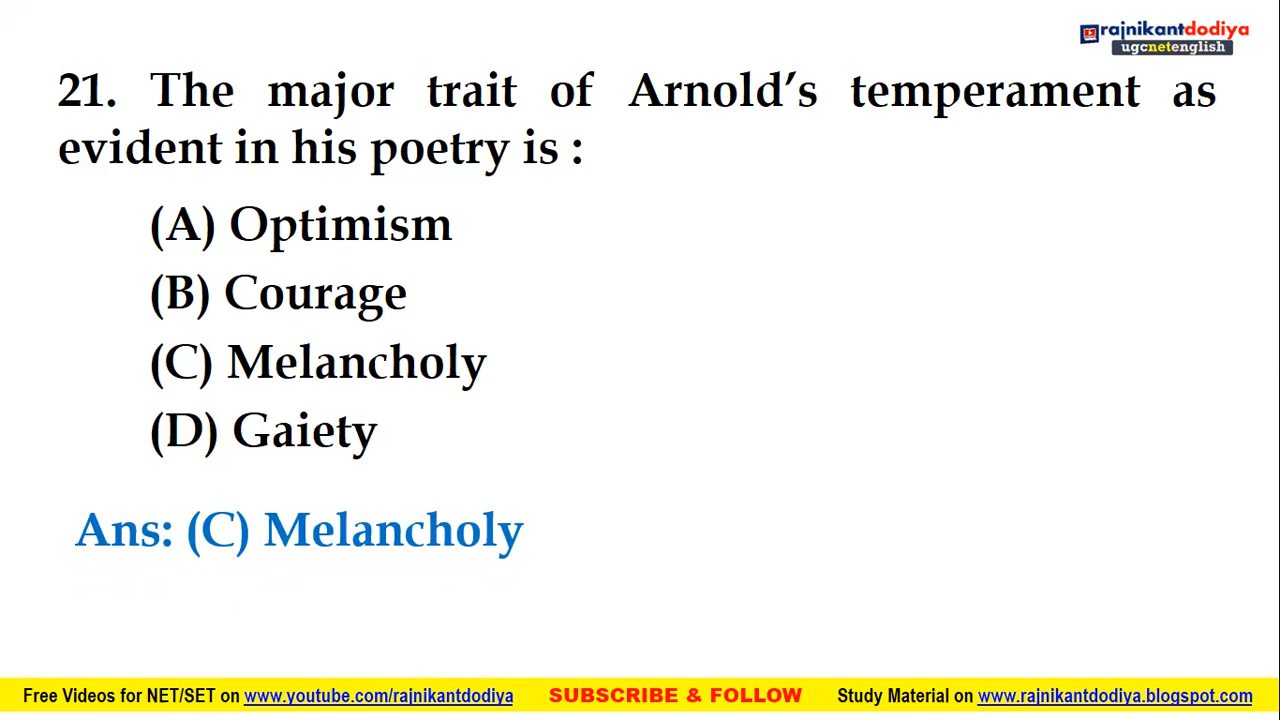 rajnikantdodiya
ugcnetenglish
21. The major trait of Arnold’s temperament as
evident in his poetry is :
(A) Optimism
(B) Courage
(C) Melancholy
(D) Gaiety
Ans: (C) Melancholy
Free Videos for NET/SET on www.youtube.com/rajnikantdodiya SUBSCRIBE & FOLLOW Study Material on www.rajnikantdodiya.blogspot.com